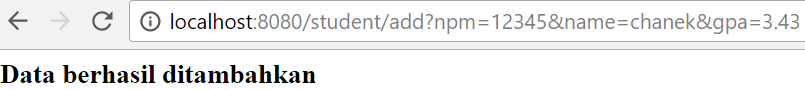 localhost:8080/student/add?npm=12345&name=chanek&gpa=3.43
Data berhasil ditambahkan